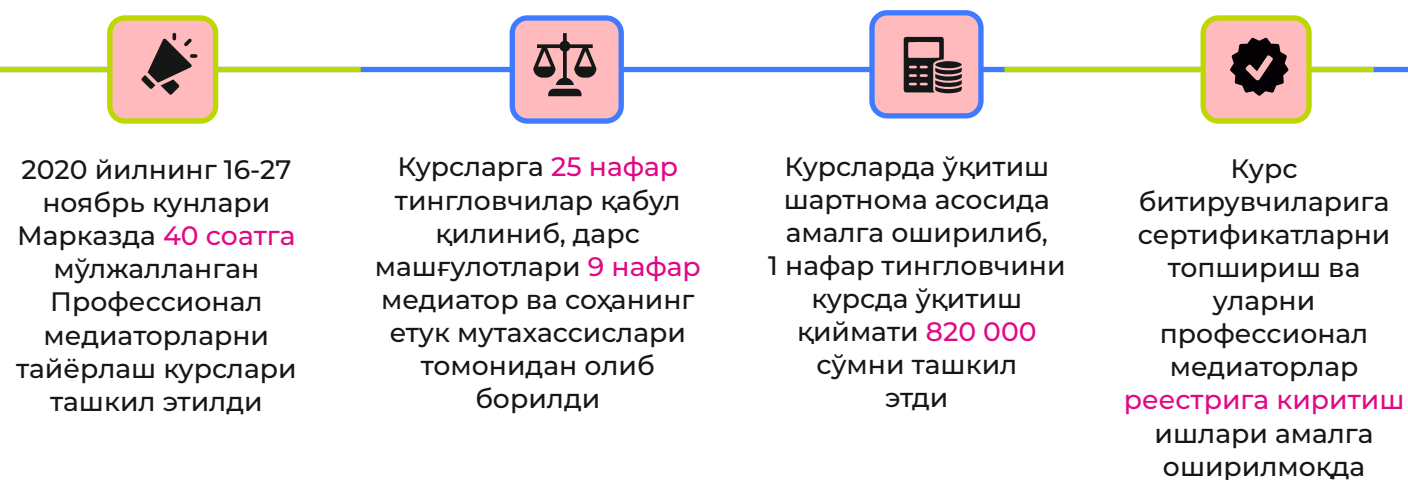 2020 йилнинг 16-27
ноябрь кунлари
Марказда 40 соатга
мўлжалланган
Профессионал
медиаторларни
тайёрлаш курслари
ташкил этилди
Курсларга 25 нафар
тингловчилар қабул
қилиниб, дарс
машғулотлари 9 нафар
медиатор ва соҳанинг
етук мутахассислари
томонидан олиб
борилди
Курсларда ўқитиш
шартнома асосида
амалга оширилиб,
1 нафар тингловчини
курсда ўқитиш
қиймати 820 000
сўмни ташкил
этди
Курс
битирувчиларига
сертификатларни
топшириш ва
уларни
профессионал
медиаторлар
реестрига киритиш
ишлари амалга
оширилмоқда